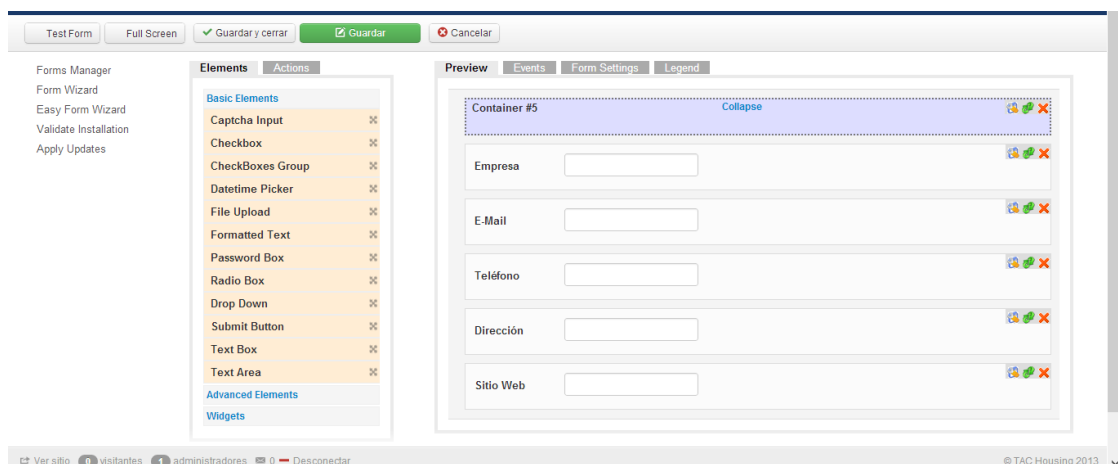 Test Form Full Screen Guardar y cerrar Guardar Cancelar
Forms Manager
Form Wizard
Easy Form Wizard
Validate Installation
Apply Updates
Elements Actions
Basic Elements
Captcha Input
Checkbox
CheckBoxes Group
Datetime Picker
File Upload
Formatted Text
Password Box
Radio Box
Drop Down
Submit Button
Text Box
Text Area
Advanced Elements
Widgets
Preview Events Form Settings Legend
Container #5 Collapse
Empresa
E-Mail
Teléfono
Dirección
Sitio Web
Ver sitio 0 visitantes 1 administradores 0 Desconectar
© TAC Housing 2013